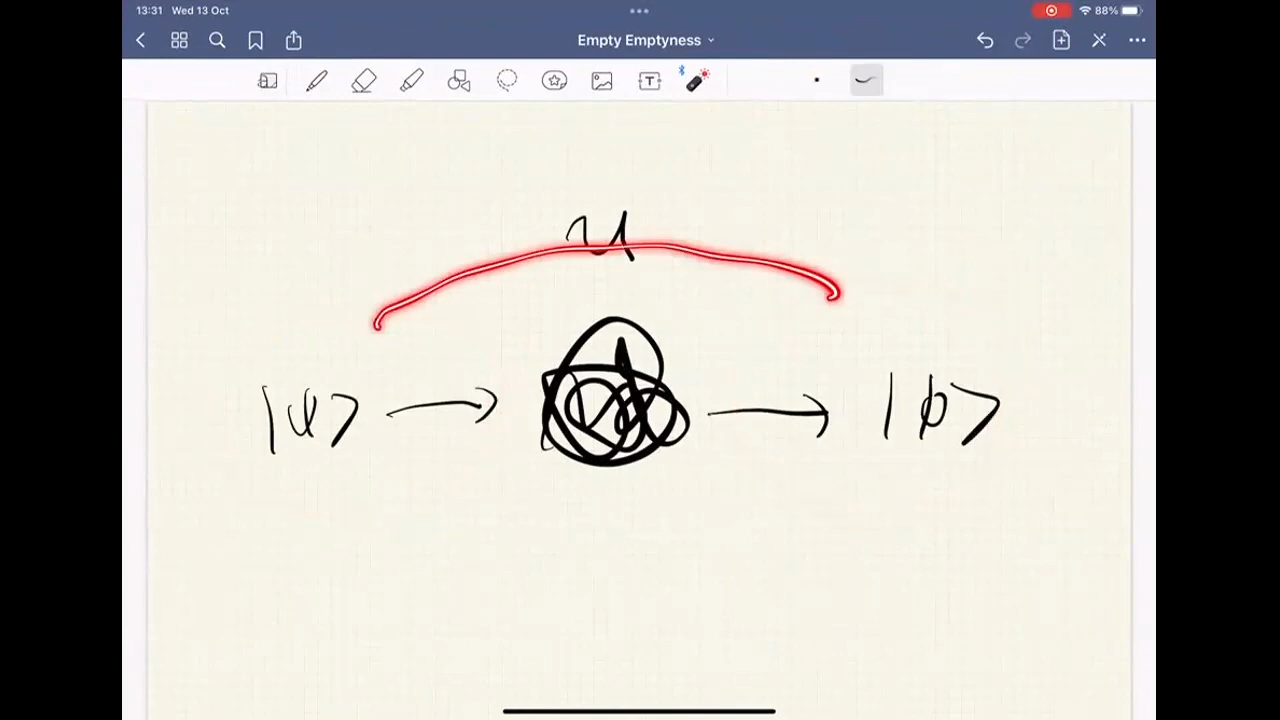 13:31 Wed 13 Oct 88%
Empty Emptyness
T
U
|ψ⟩ → → |ϕ⟩